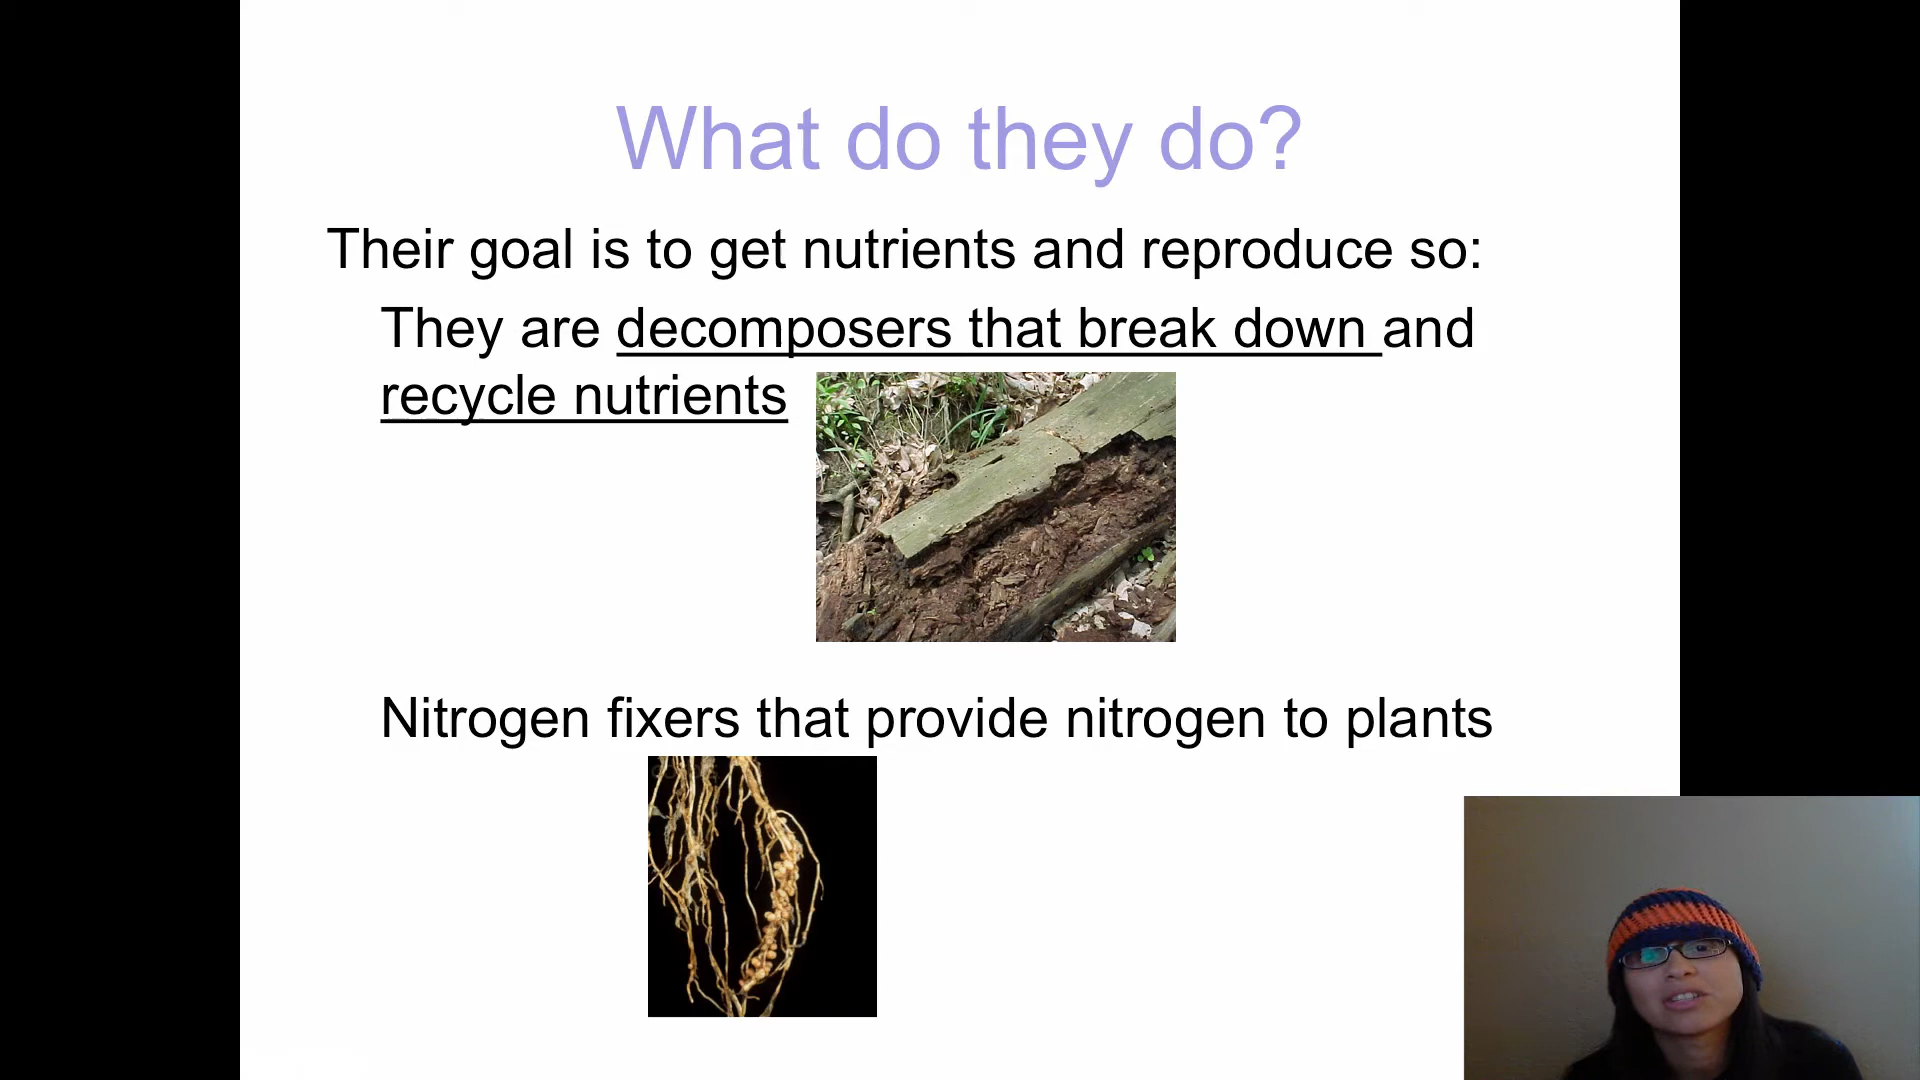 What do they do?
Their goal is to get nutrients and reproduce so:
They are decomposers that break down and
recycle nutrients
Nitrogen fixers that provide nitrogen to plants